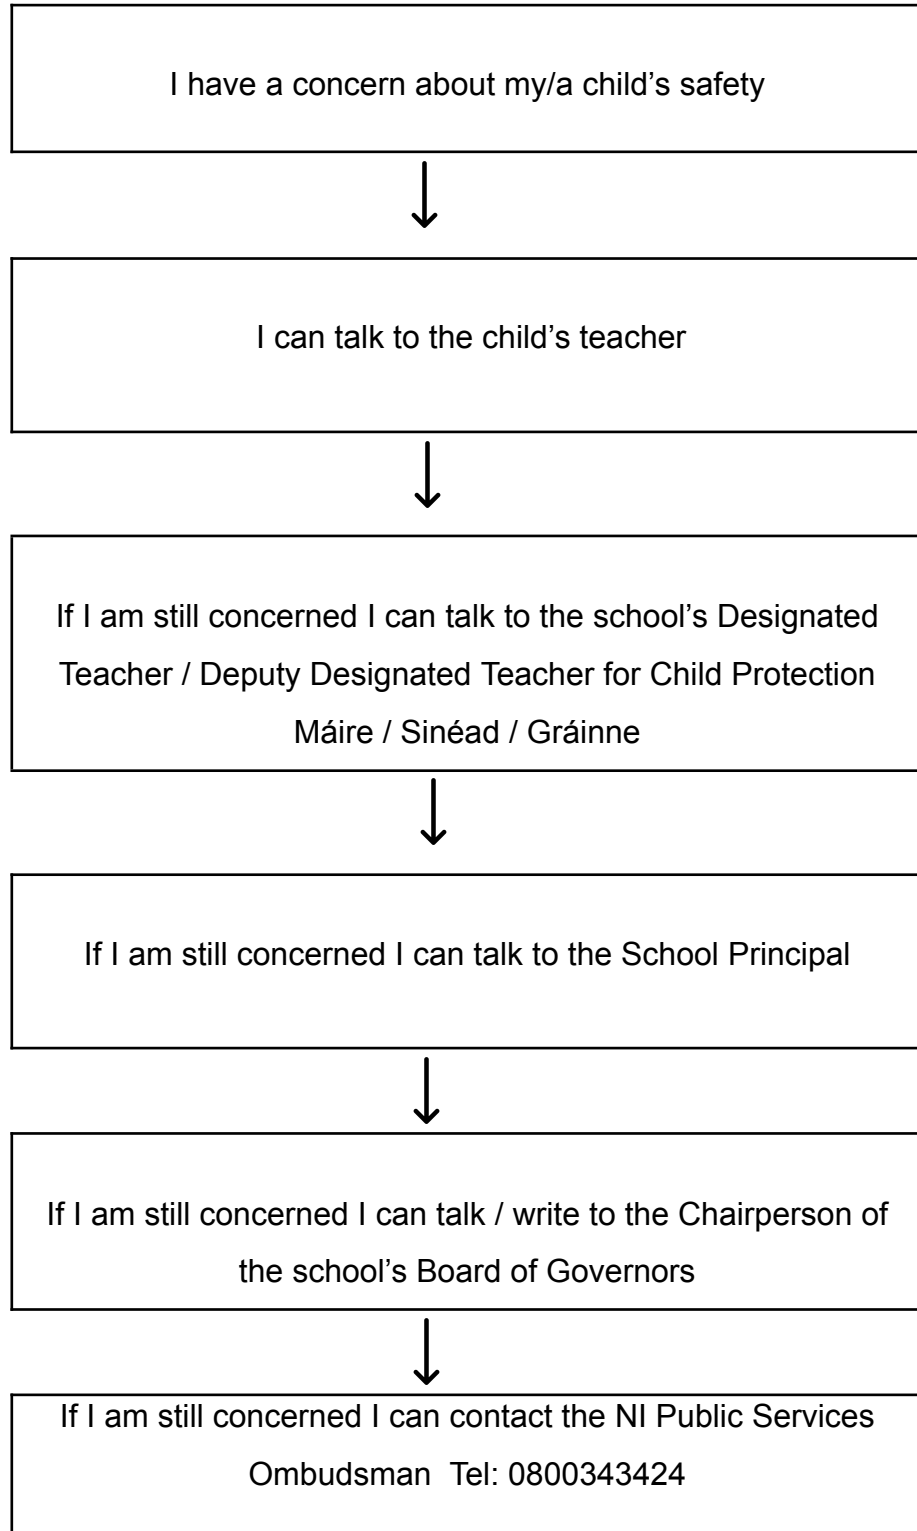 I have a concern about my/a child’s safety
I can talk to the child’s teacher
If I am still concerned I can talk to the school’s Designated
Teacher / Deputy Designated Teacher for Child Protection
Máire / Sinéad / Gráinne
If I am still concerned I can talk to the School Principal
If I am still concerned I can talk / write to the Chairperson of
the school’s Board of Governors
If I am still concerned I can contact the NI Public Services
Ombudsman  Tel: 0800343424